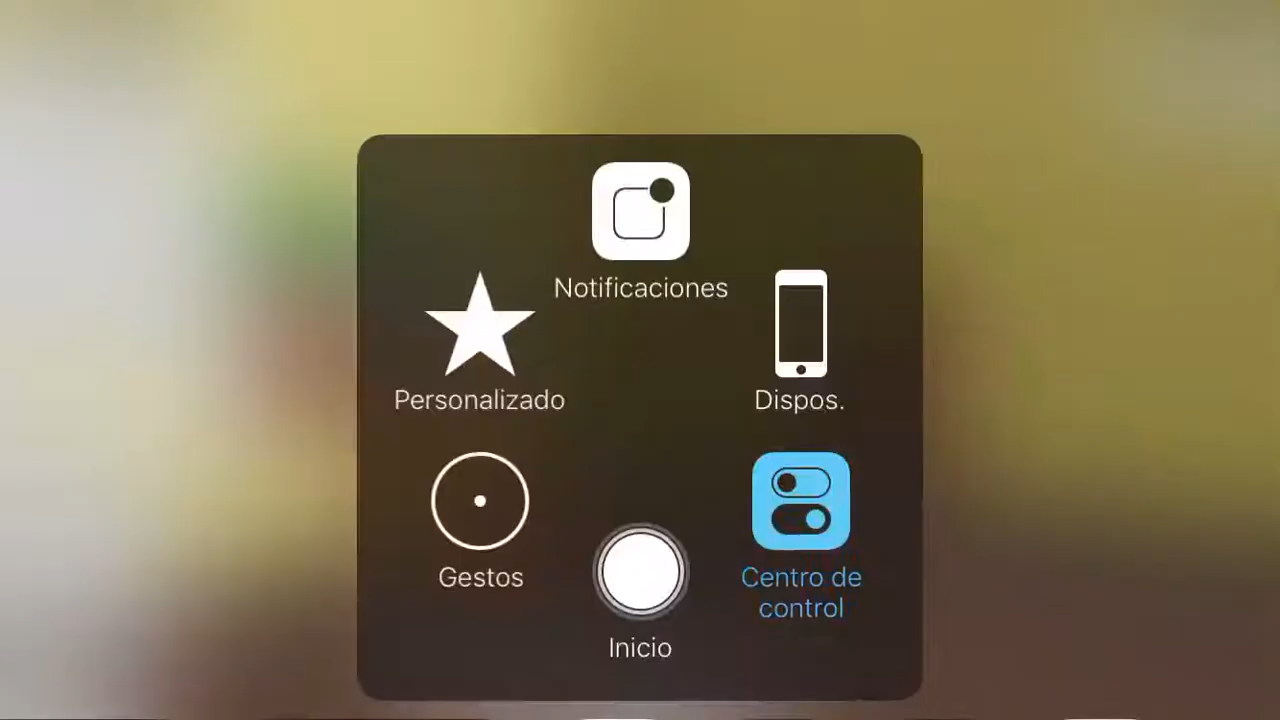 Notificaciones
Personalizado
Dispos.
Gestos
Centro de
control
Inicio